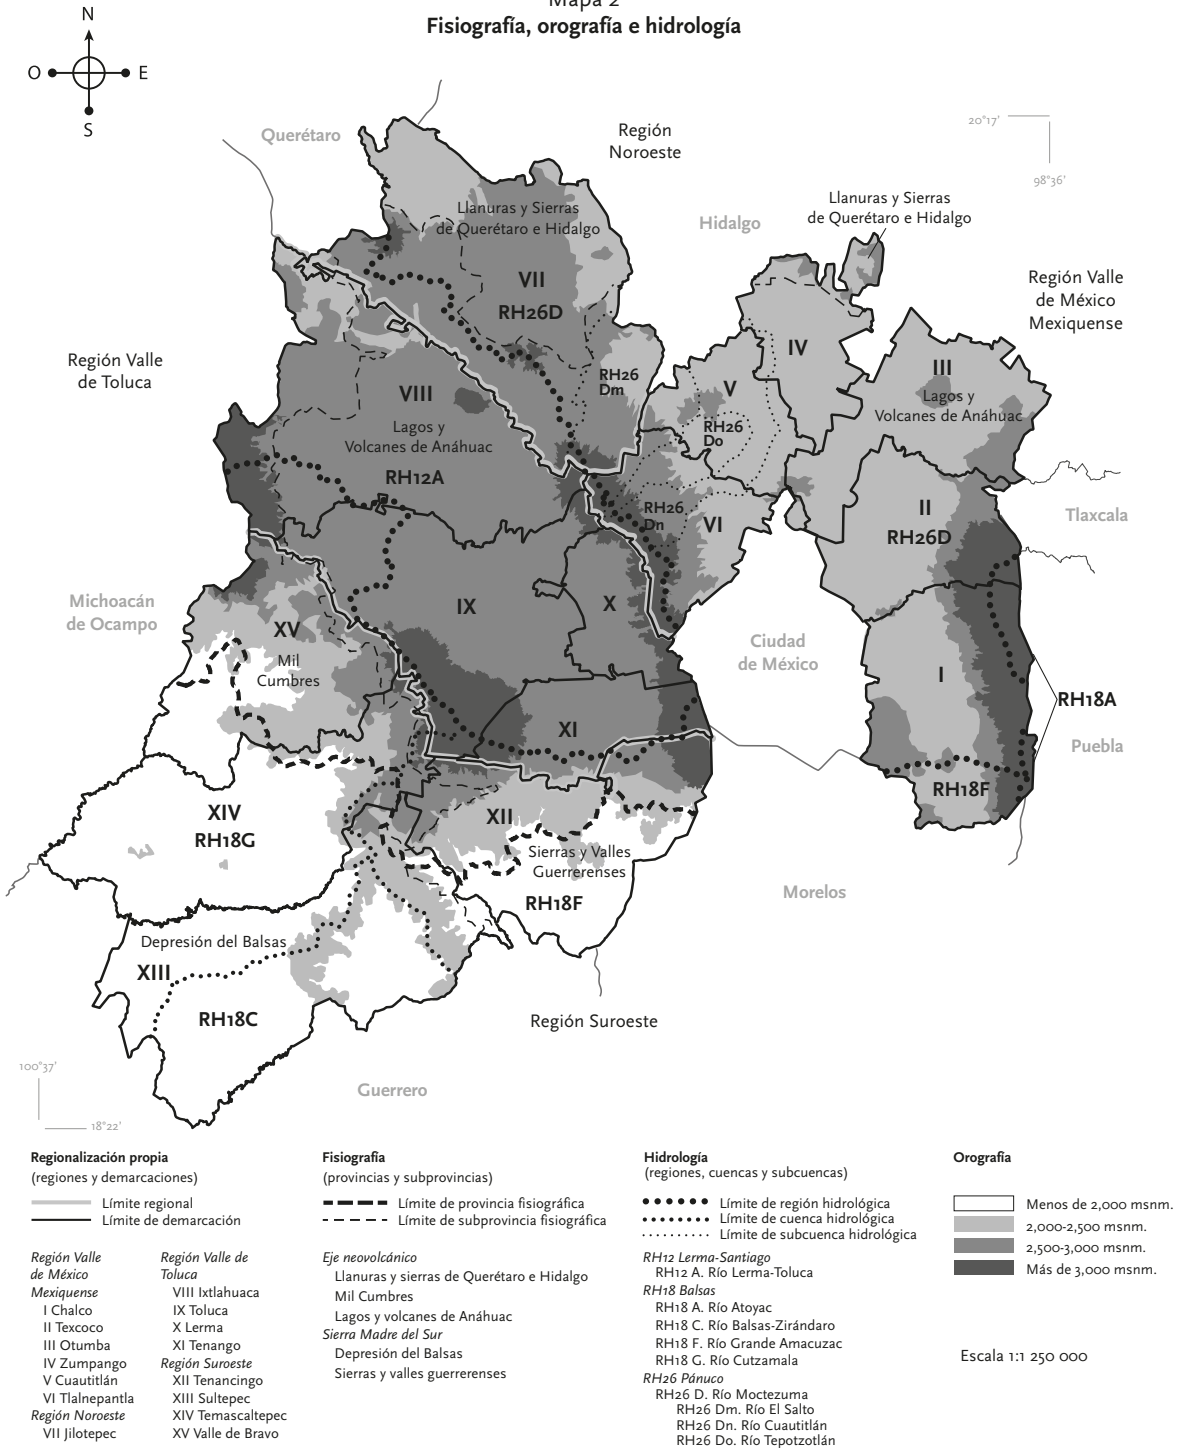 Mapa 2
Fisiografía, orografía e hidrología
N
O
E
S
Querétaro
Región
Noroeste
20°17'
98°36'
Llanuras y Sierras
de Querétaro e Hidalgo
Hidalgo
Llanuras y Sierras
de Querétaro e Hidalgo
Región Valle
de México
Mexiquense
VII
RH26D
IV
Región Valle
de Toluca
III
Lagos y
Volcanes de Anáhuac
RH26
Dm
V
VIII
Lagos y
Volcanes de Anáhuac
RH26
Do
RH12A
RH26
Dn
VI
II
RH26D
Tlaxcala
Michoacán
de Ocampo
IX
X
XV
Mil
Cumbres
Ciudad
de México
I
RH18A
XI
Puebla
RH18F
XIV
RH18G
XII
Sierras y Valles
Guerrerenses
RH18F
Morelos
Depresión del Balsas
XIII
RH18C
Región Suroeste
100°37'
18°22'
Guerrero
Regionalización propia
(regiones y demarcaciones)
Límite regional
Límite de demarcación
Región Valle
de México
Mexiquense
I Chalco
II Texcoco
III Otumba
IV Zumpango
V Cuautitlán
VI Tlalnepantla
Región Noroeste
VII Jilotepec
Región Valle de
Toluca
VIII Ixtlahuaca
IX Toluca
X Lerma
XI Tenango
Región Suroeste
XII Tenancingo
XIII Sultepec
XIV Temascaltepec
XV Valle de Bravo
Fisiografía
(provincias y subprovincias)
Límite de provincia fisiográfica
Límite de subprovincia fisiográfica
Eje neovolcánico
Llanuras y sierras de Querétaro e Hidalgo
Mil Cumbres
Lagos y volcanes de Anáhuac
Sierra Madre del Sur
Depresión del Balsas
Sierras y valles guerrerenses
Hidrología
(regiones, cuencas y subcuencas)
Límite de región hidrológica
Límite de cuenca hidrológica
Límite de subcuenca hidrológica
RH12 Lerma-Santiago
RH12 A. Río Lerma-Toluca
RH18 Balsas
RH18 A. Río Atoyac
RH18 C. Río Balsas-Zirándaro
RH18 F. Río Grande Amacuzac
RH18 G. Río Cutzamala
RH26 Pánuco
RH26 D. Río Moctezuma
RH26 Dm. Río El Salto
RH26 Dn. Río Cuautitlán
RH26 Do. Río Tepotzotlán
Orografía
Menos de 2,000 msnm.
2,000-2,500 msnm.
2,500-3,000 msnm.
Más de 3,000 msnm.
Escala 1:1 250 000